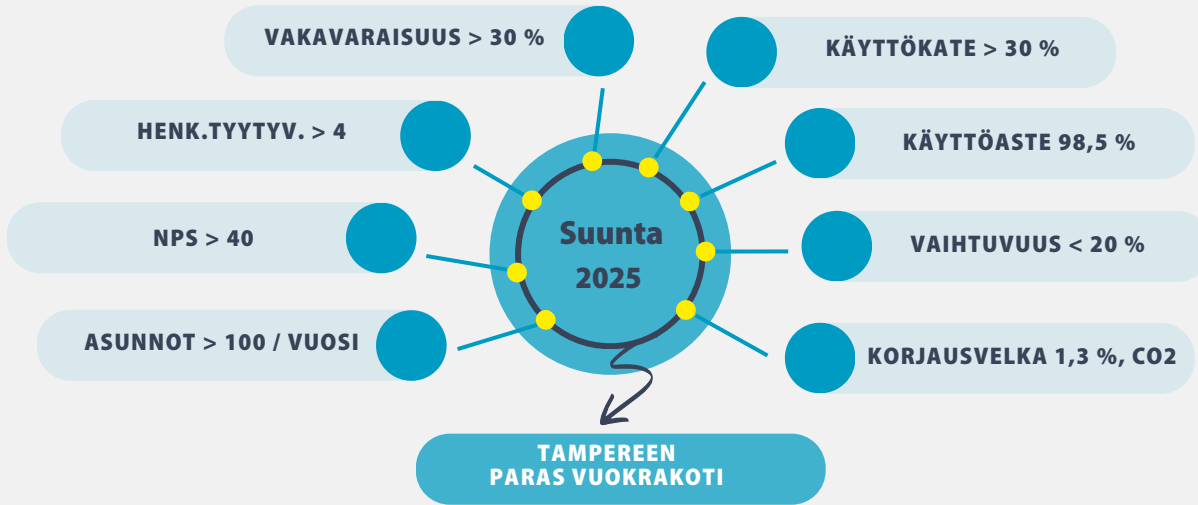 VAKAVARAISUUS > 30 %
KÄYTTÖKATE > 30 %
HENK.TYYTYV. > 4
KÄYTTÖASTE 98,5 %
NPS > 40
Suunta
2025
VAIHTUVUUS < 20 %
ASUNNOT > 100 / VUOSI
KORJAUSVELKA 1,3 %, CO2
TAMPEREEN
PARAS VUOKRAKOTI